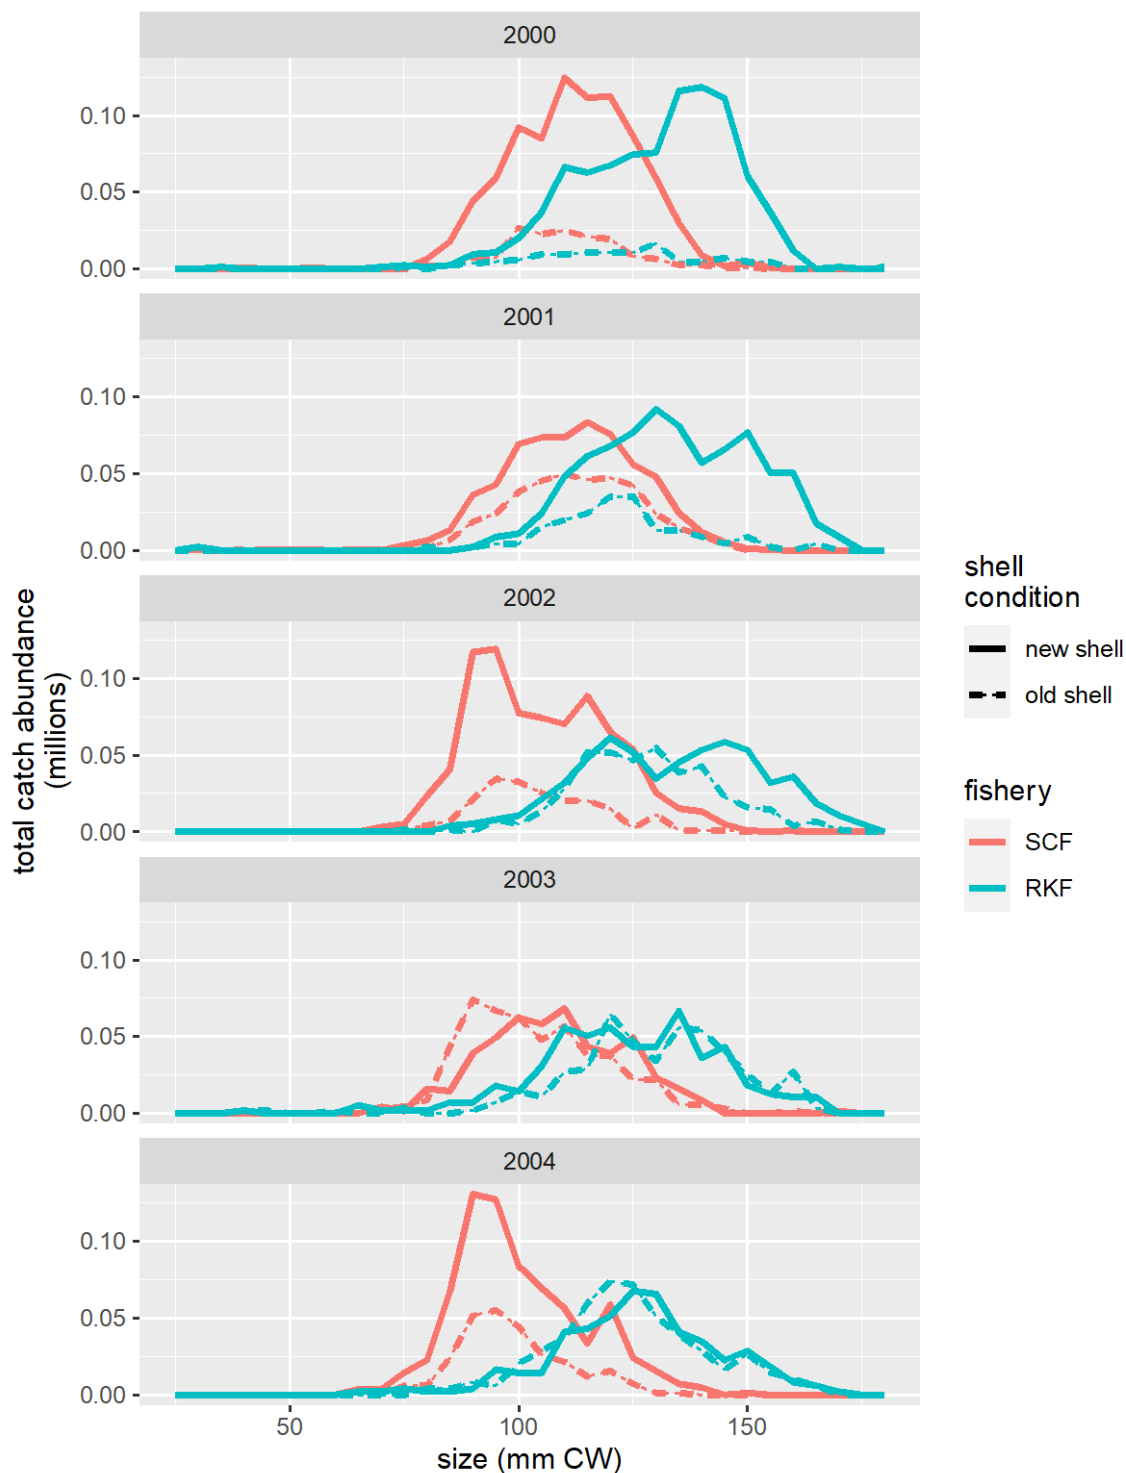 2000
0.10
0.05
0.00
2001
0.10
0.05
0.00
2002
0.10
0.05
0.00
2003
0.10
0.05
0.00
2004
0.10
0.05
0.00
50 100 150
size (mm CW)
total catch abundance
(millions)
shell
condition
new shell
old shell
fishery
SCF
RKF